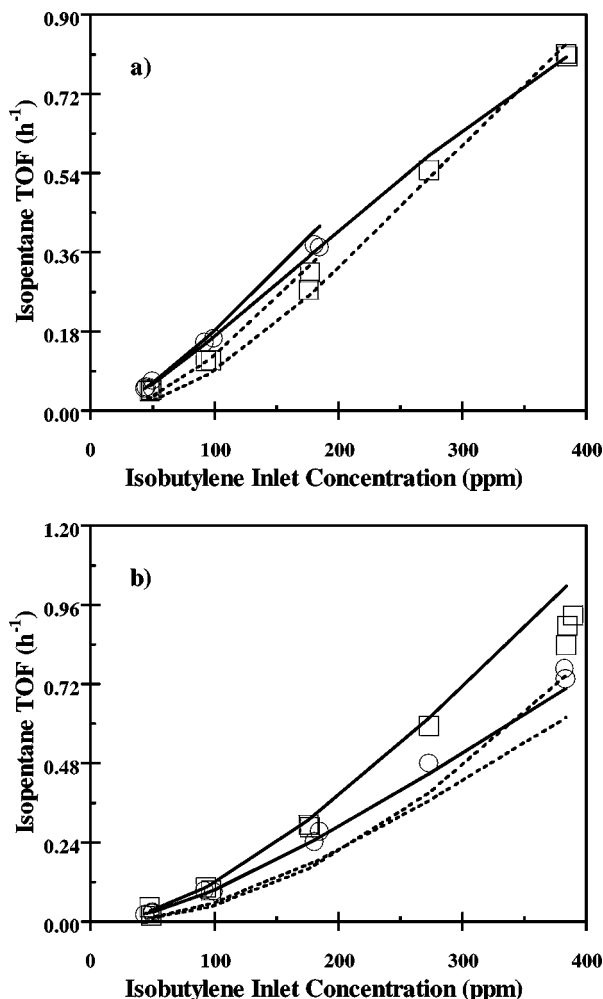 0.90
a)
0.72
0.54
0.36
0.18
0.00
Isopentane TOF (h-1)
0 100 200 300 400
Isobutylene Inlet Concentration (ppm)
1.20
b)
0.96
0.72
0.48
0.24
0.00
Isopentane TOF (h-1)
0 100 200 300 400
Isobutylene Inlet Concentration (ppm)